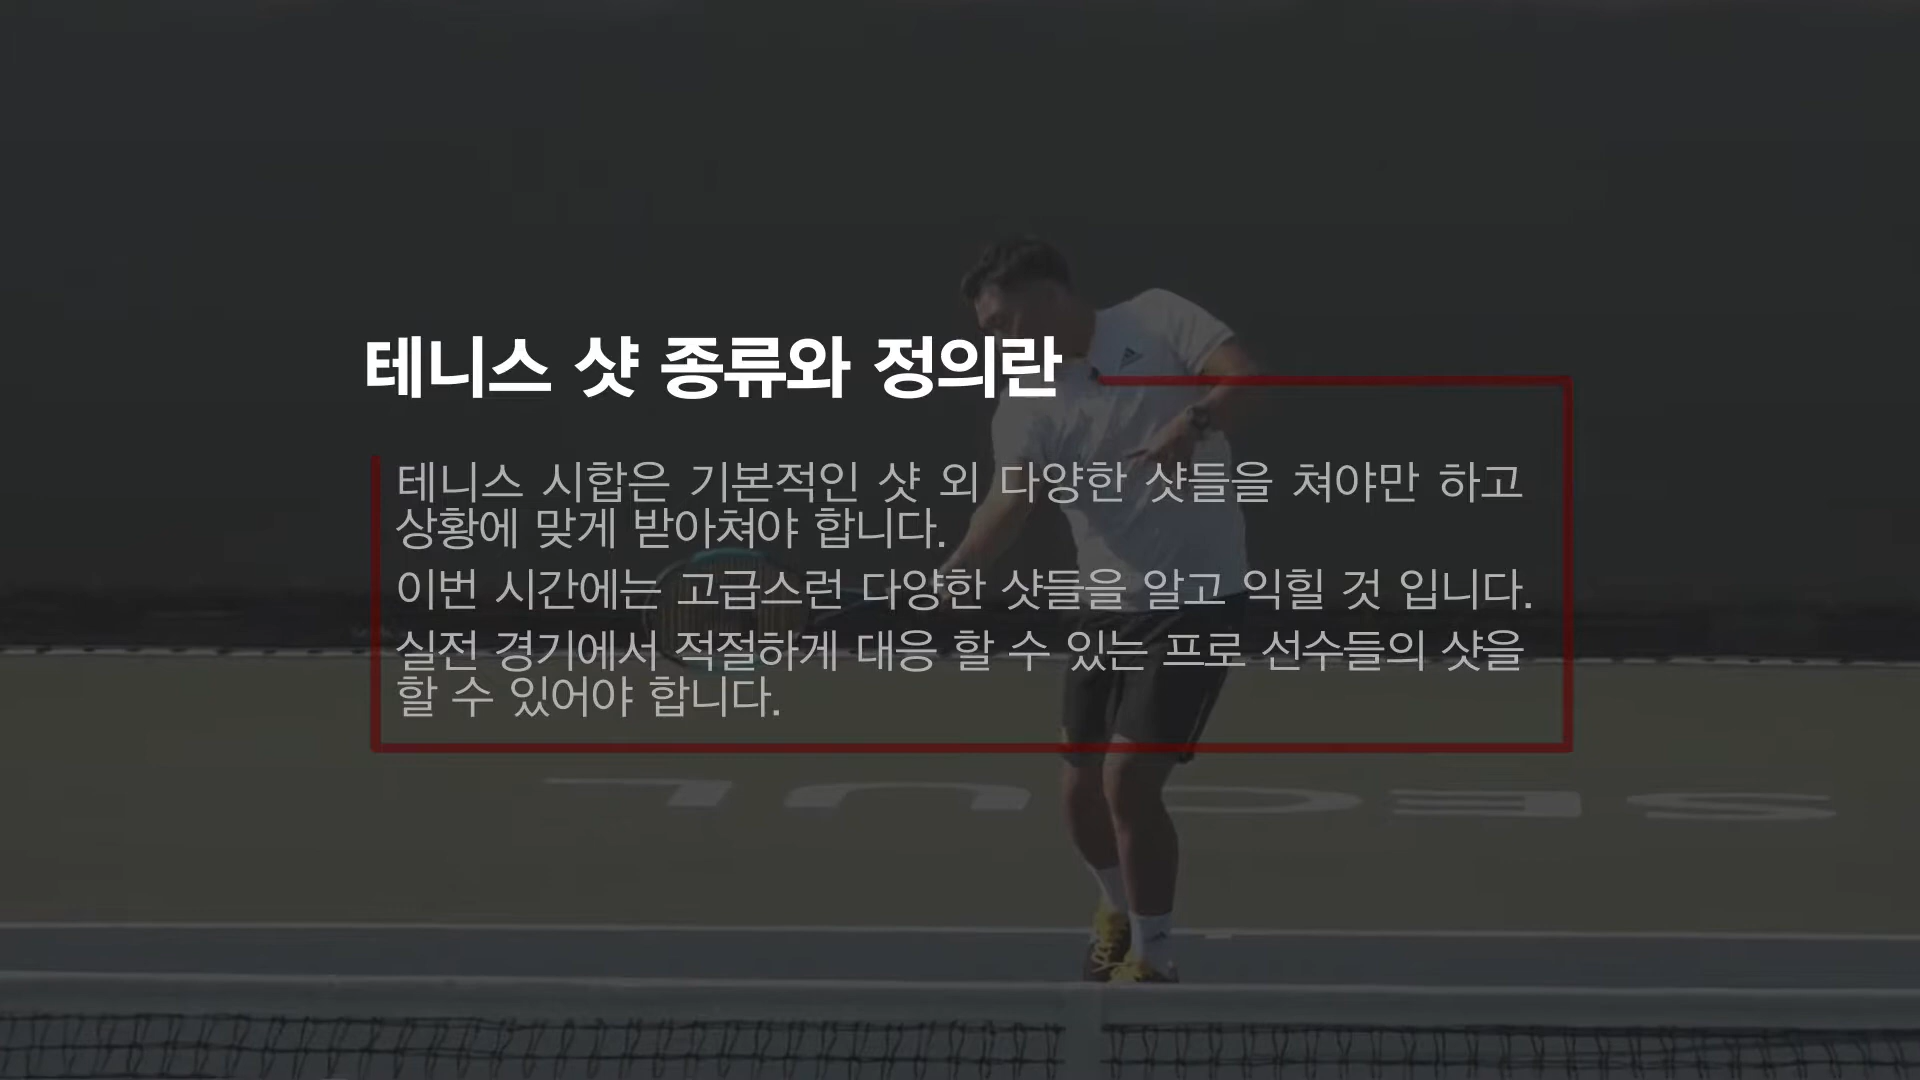 테니스 샷 종류와 정의란
테니스 시합은 기본적인 샷 외 다양한 샷들을 쳐야만 하고
상황에 맞게 받아쳐야 합니다.
이번 시간에는 고급스런 다양한 샷들을 알고 익힐 것 입니다.
실전 경기에서 적절하게 대응 할 수 있는 프로 선수들의 샷을
할 수 있어야 합니다.